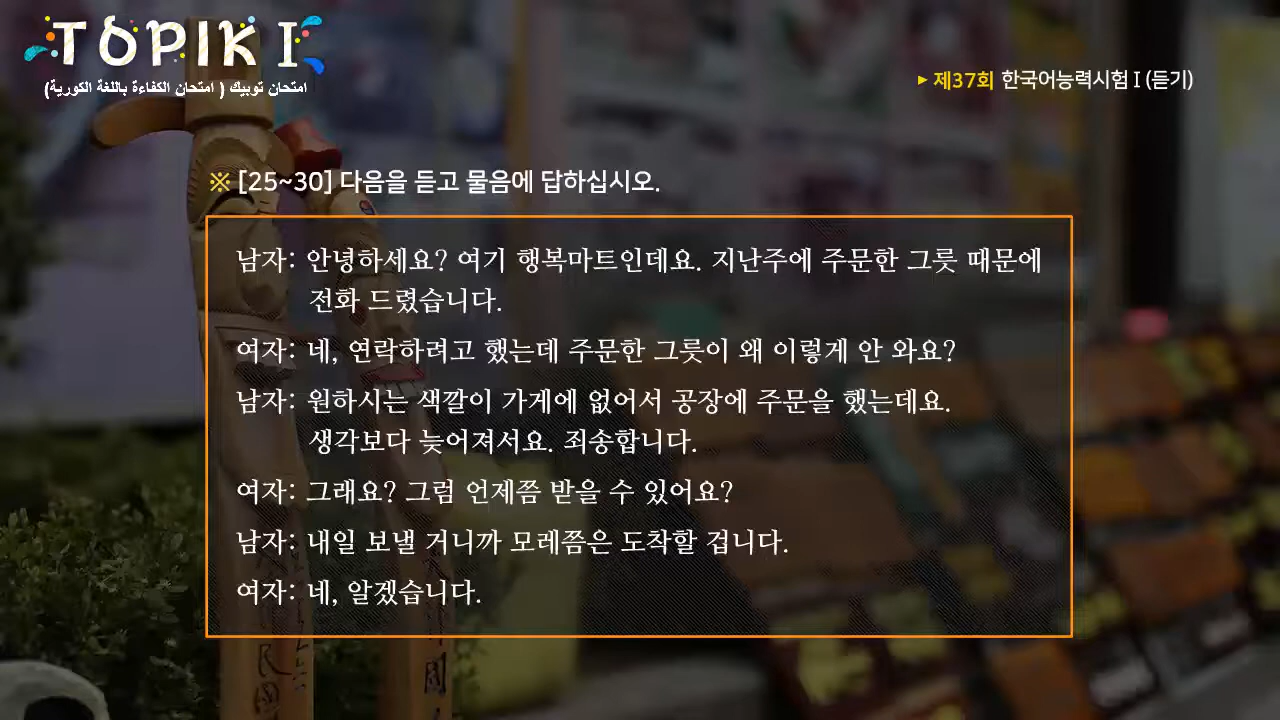 TOPIK I
امتحان توبيك ( امتحان الكفاءة باللغة الكورية)
▶ 제37회 한국어능력시험 I (듣기)
※ [25~30] 다음을 듣고 물음에 답하십시오.
남자: 안녕하세요? 여기 행복마트인데요. 지난주에 주문한 그릇 때문에
전화 드렸습니다.
여자: 네, 연락하려고 했는데 주문한 그릇이 왜 이렇게 안 와요?
남자: 원하시는 색깔이 가게에 없어서 공장에 주문을 했는데요.
생각보다 늦어져서요. 죄송합니다.
여자: 그래요? 그럼 언제쯤 받을 수 있어요?
남자: 내일 보낼 거니까 모레쯤은 도착할 겁니다.
여자: 네, 알겠습니다.